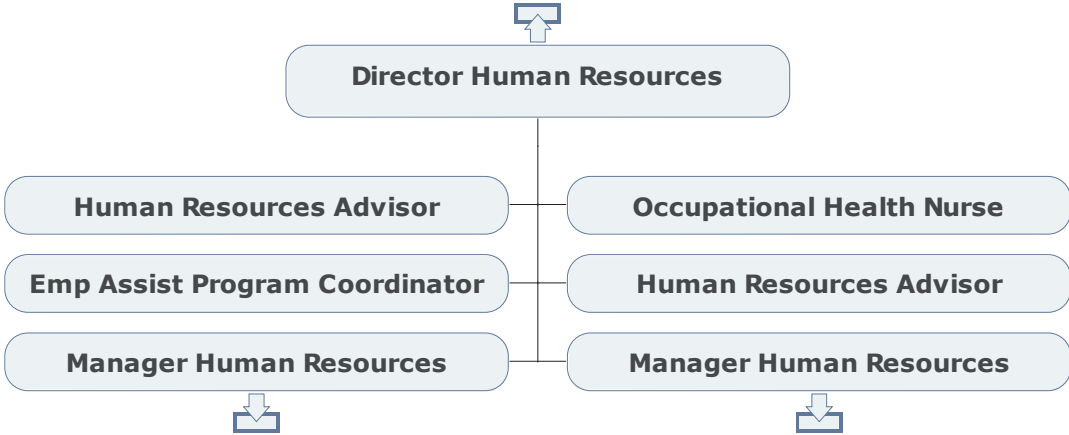 Director Human Resources
Human Resources Advisor
Occupational Health Nurse
Emp Assist Program Coordinator
Human Resources Advisor
Manager Human Resources
Manager Human Resources